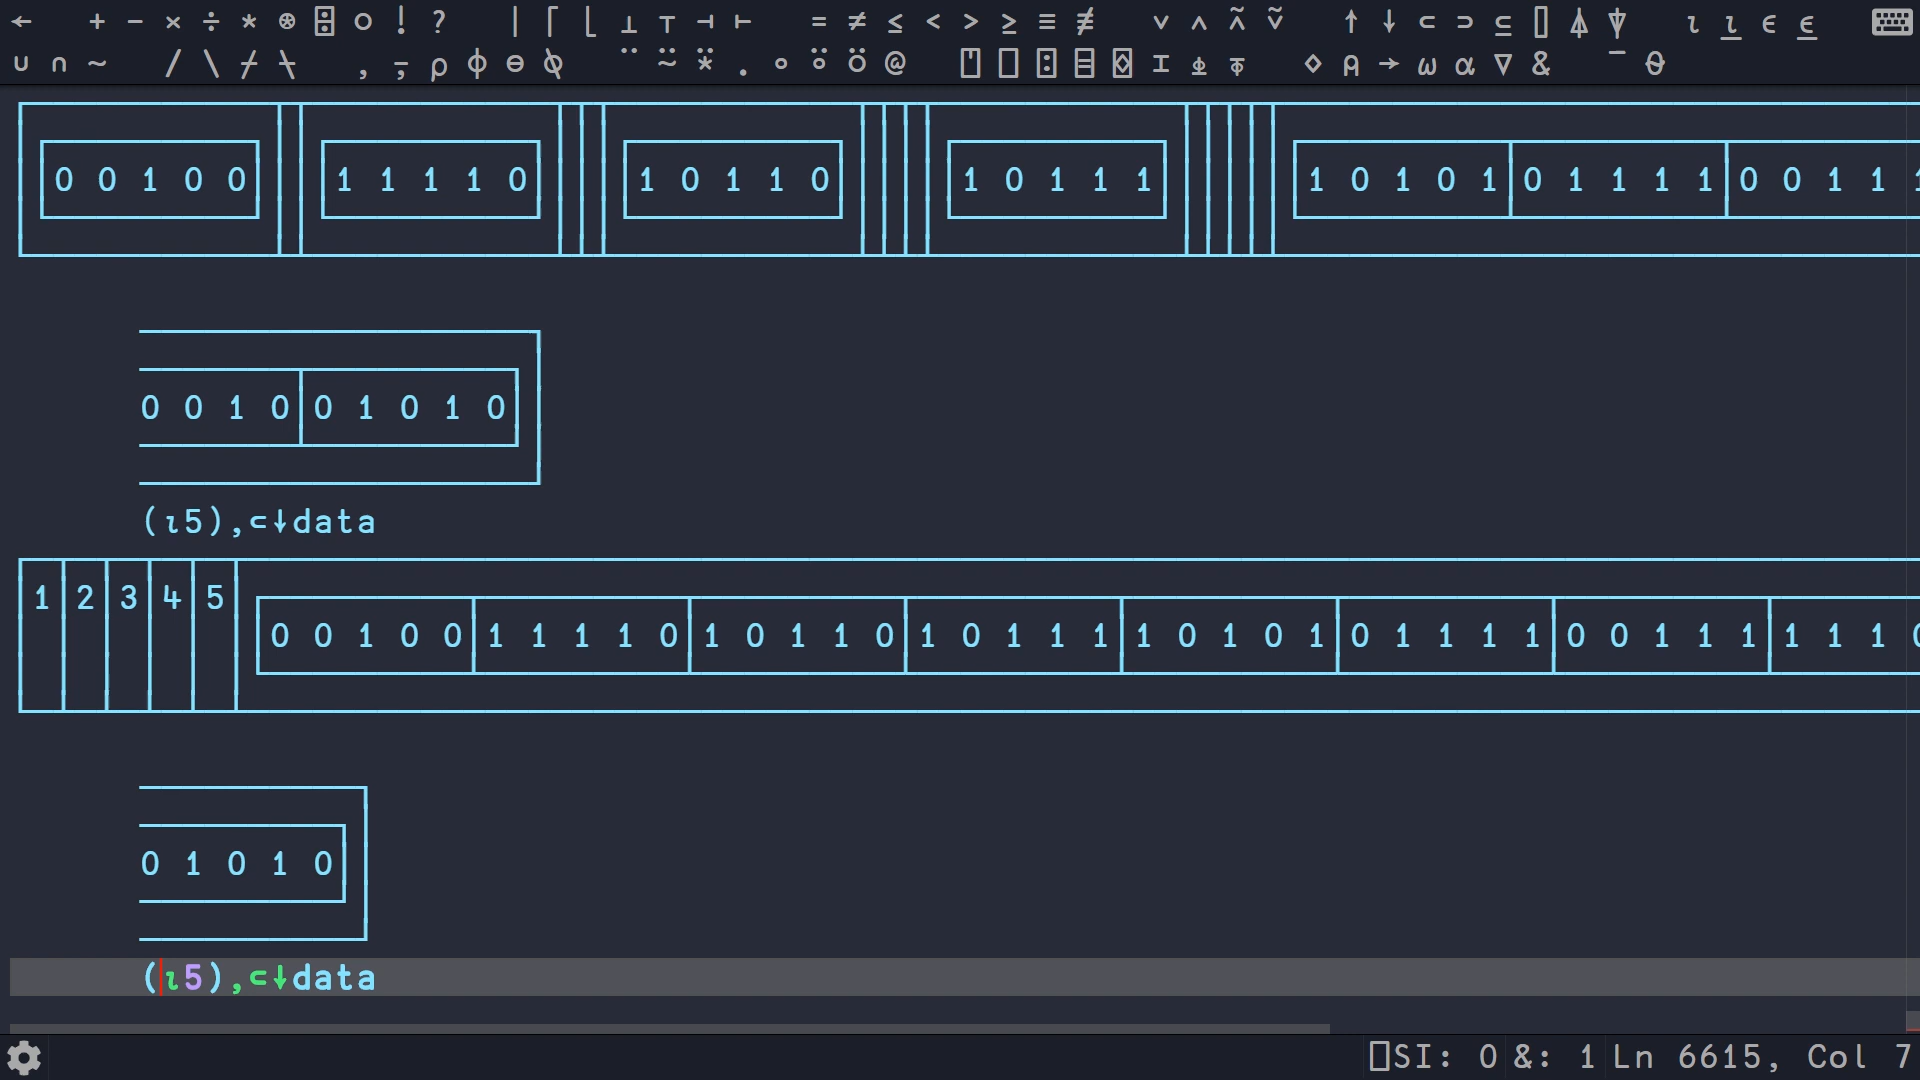 ← + - × ÷ * ⍟ ⌹ ○ ! ? | ⌈ ⌊ ⊥ ⊤ ⊣ ⊢ = ≠ ≤ < > ≥ ≡ ≢ ∨ ∧ ⍲ ⍱ ↑ ↓ ⊂ ⊃ ⊆ ⌷ ⍋ ⍒ ⍳ ⍸ ∊ ⍷
∪ ∩ ~ / \ ⌿ ⍀ , ⍪ ⍴ ⌽ ⊖ ⍉ ¨ ⍨ ⍣ . ∘ ⍤ ⍥ @ ⍞ ⎕ ⍠ ⌸ ⌺ ⌶ ⍎ ⍕ ⋄ ⍝ → ⍵ ⍺ ∇ & ¯ ⍬
0 0 1 0 0 1 1 1 1 0 1 0 1 1 0 1 0 1 1 1 1 0 1 0 1 0 1 1 1 1 0 0 1 1 1
0 0 1 0 0 1 0 1 0
(⍳5),⊂↓data
1 2 3 4 5
0 0 1 0 0 1 1 1 1 0 1 0 1 1 0 1 0 1 1 1 1 0 1 0 1 0 1 1 1 1 0 0 1 1 1 1 1 1 0
0 1 0 1 0
(⍳5),⊂↓data
⎕SI: 0 &: 1 Ln 6615, Col 7